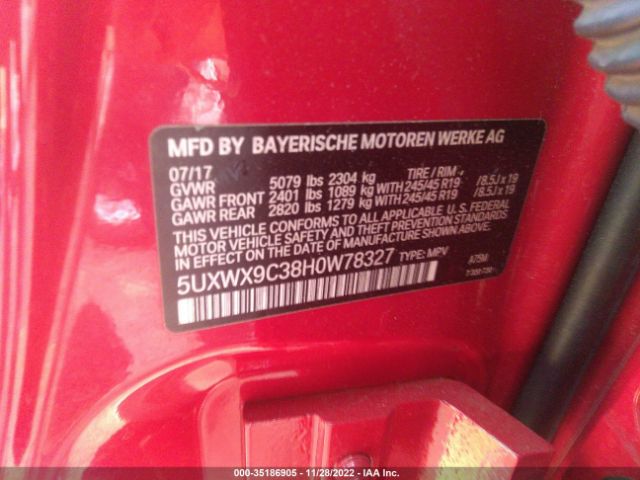 MFD BY BAYERISCHE MOTOREN WERKE AG
07/17
GVWR 5079 lbs 2304 kg TIRE / RIM
GAWR FRONT 2401 lbs 1089 kg WITH 245/45 R19 /8.5J x 19
GAWR REAR 2820 lbs 1279 kg WITH 245/45 R19 /8.5J x 19
THIS VEHICLE CONFORMS TO ALL APPLICABLE U.S. FEDERAL
MOTOR VEHICLE SAFETY AND THEFT PREVENTION STANDARDS
IN EFFECT ON THE DATE OF MANUFACTURE SHOWN ABOVE.
5UXWX9C38H0W78327 TYPE: MPV A75M
000-35186905 - 11/28/2022 - IAA Inc.